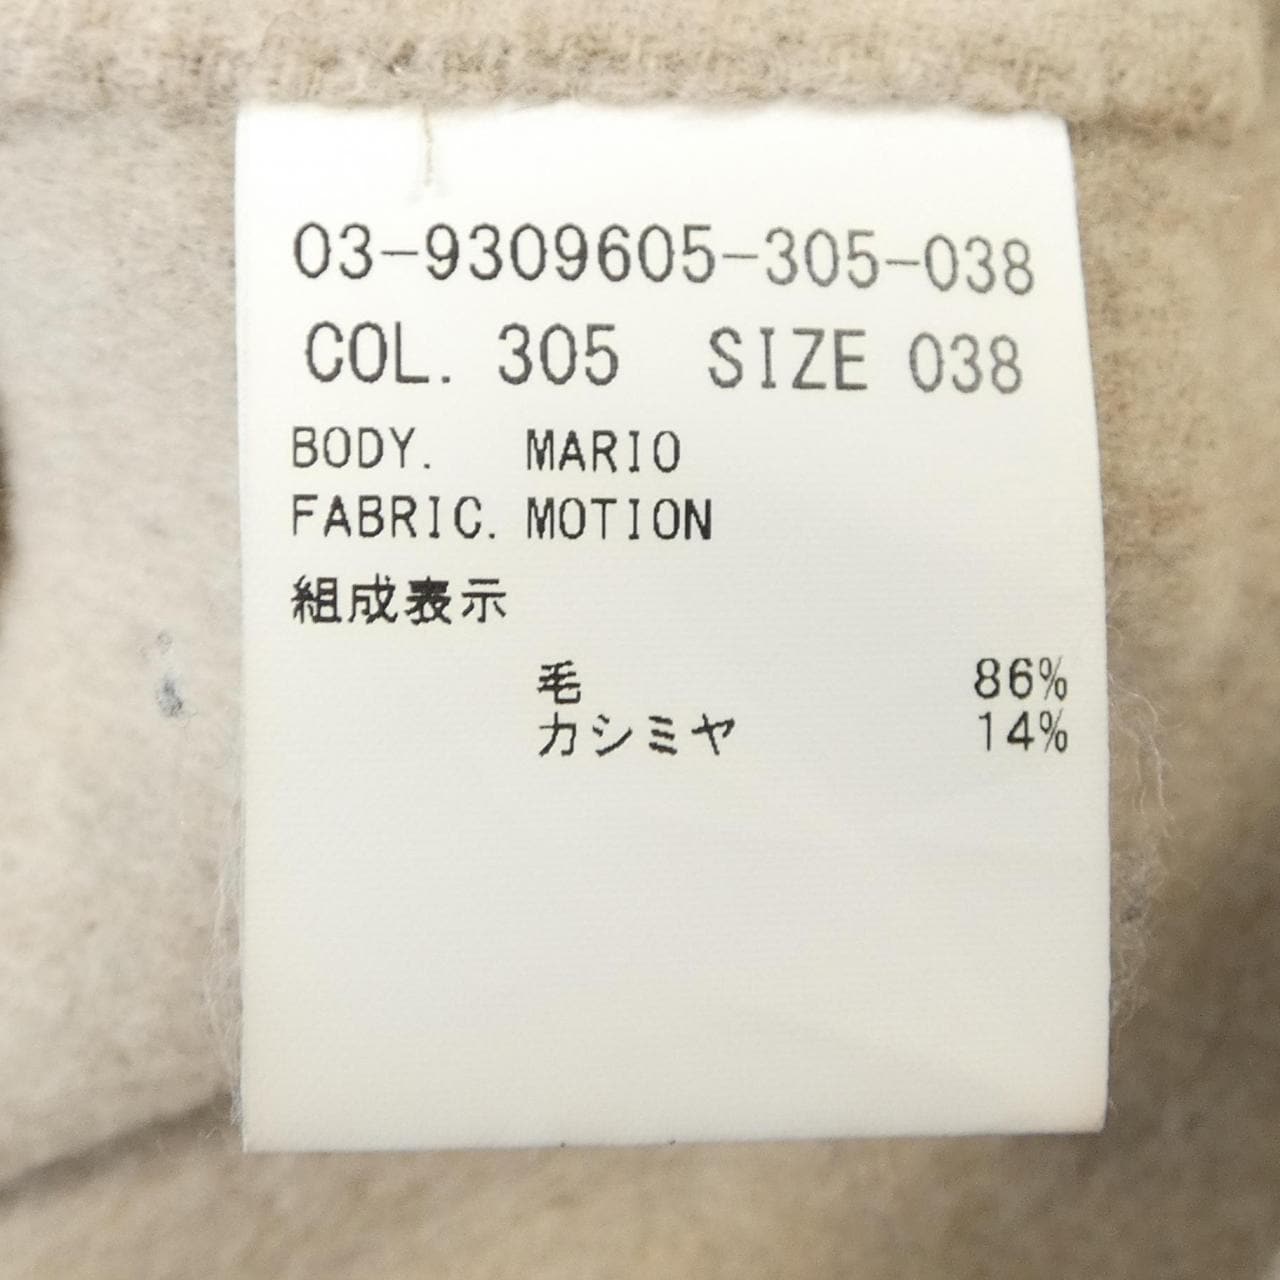 03-9309605-305-038
COL. 305 SIZE 038
BODY. MARIO
FABRIC. MOTION
組成表示
毛 86%
カシミヤ 14%